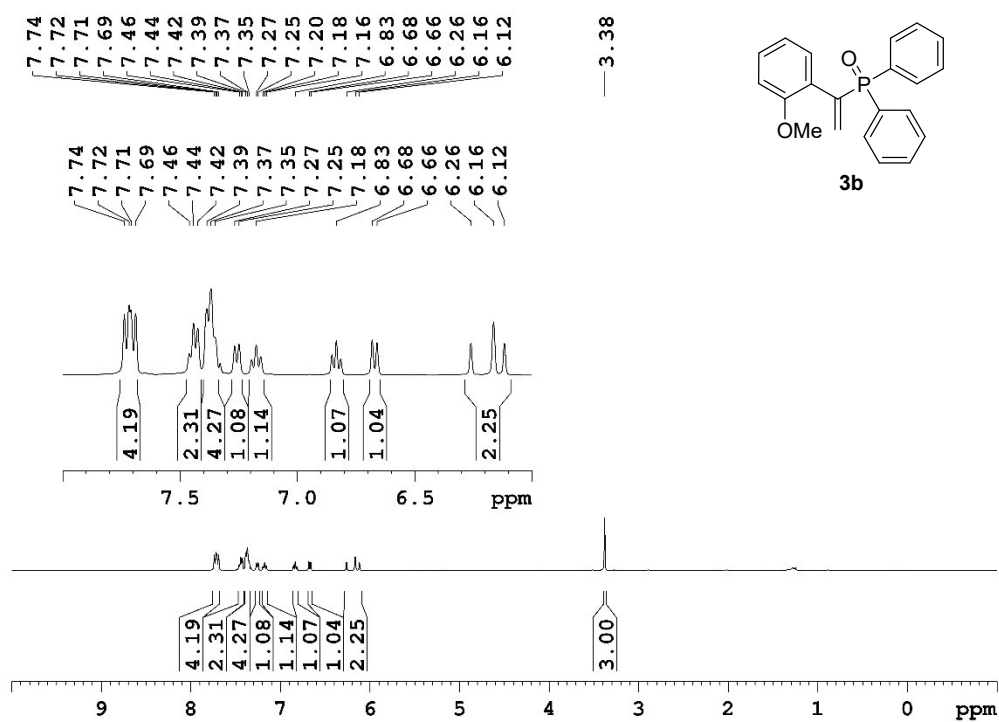 7.74 7.72 7.71 7.69 7.46 7.44 7.42 7.39 7.37 7.35 7.27 7.25 7.20 7.18 7.16 6.83 6.68 6.66 6.26 6.16 6.12 3.38
O
P
OMe
3b
7.74 7.72 7.71 7.69 7.46 7.44 7.42 7.39 7.37 7.35 7.27 7.25 7.18 6.83 6.68 6.66 6.26 6.16 6.12
4.19 2.31 4.27 1.08 1.14 1.07 1.04 2.25
7.5 7.0 6.5 ppm
4.19 2.31 4.27 1.08 1.14 1.07 1.04 2.25 3.00
9 8 7 6 5 4 3 2 1 0 ppm